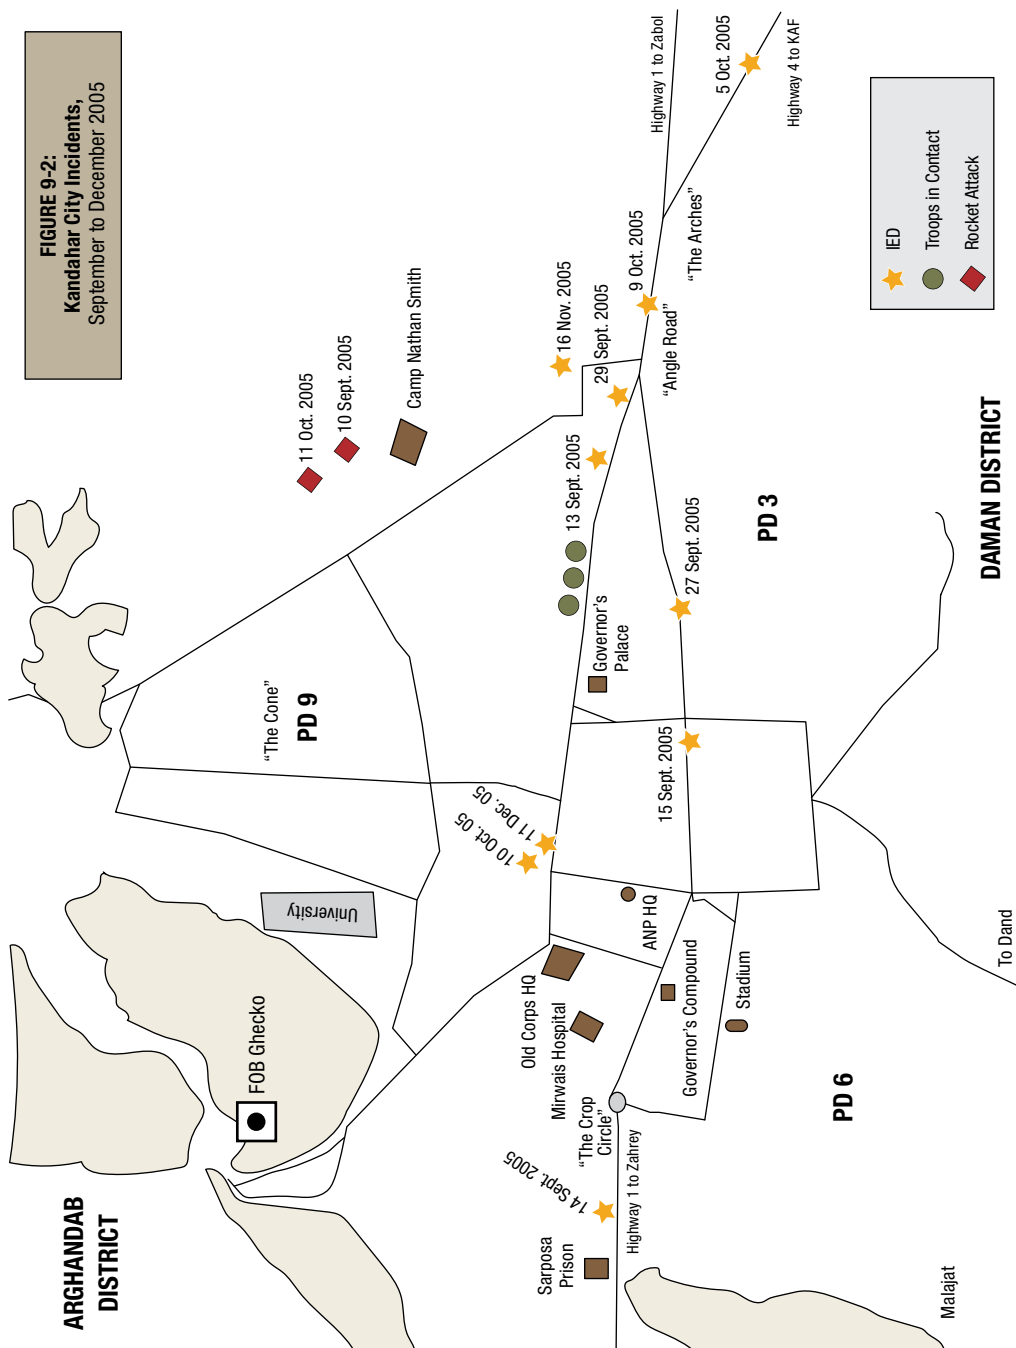 FIGURE 9-2:
Kandahar City Incidents,
September to December 2005
ARGHANDAB
DISTRICT
FOB Ghecko
University
"The Cone"
PD 9
11 Oct. 2005
10 Sept. 2005
Camp Nathan Smith
Sarposa
Prison
14 Sept. 2005
"The Crop
Circle"
Highway 1 to Zahrey
Mirwais Hospital
Old Corps HQ
10 Oct. 05
11 Dec. 05
ANP HQ
Governor's Compound
Stadium
15 Sept. 2005
Governor's
Palace
13 Sept. 2005
27 Sept. 2005
29 Sept. 2005
16 Nov. 2005
9 Oct. 2005
"Angle Road"
"The Arches"
Highway 1 to Zabol
5 Oct. 2005
Highway 4 to KAF
PD 3
PD 6
Malajat
To Dand
DAMAN DISTRICT
IED
Troops in Contact
Rocket Attack